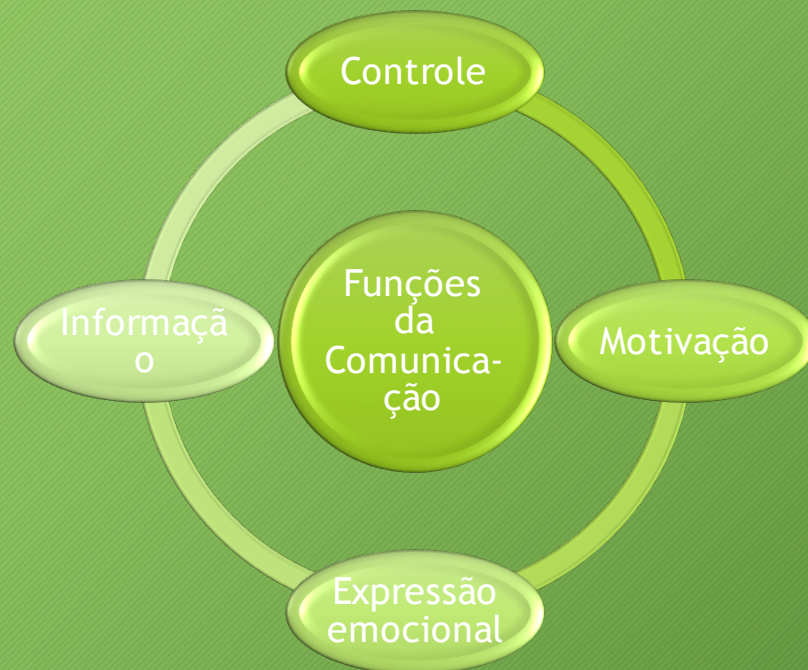 Controle
Funções
da
Comunica-
ção
Informaçã
o
Motivação
Expressão
emocional